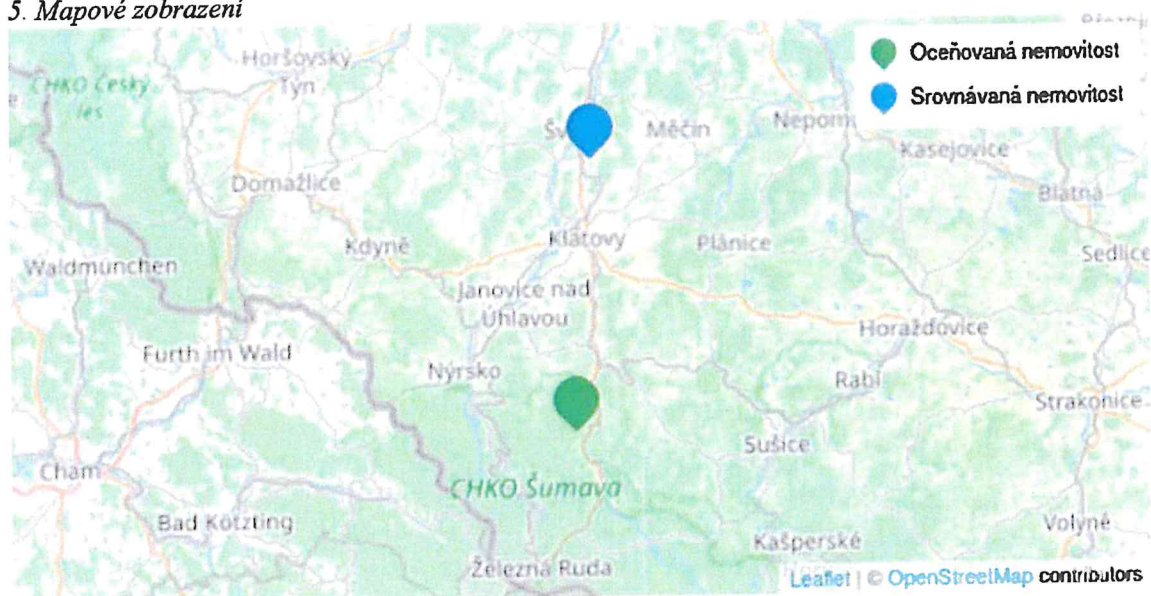 5. Mapové zobrazení
Oceňovaná nemovitost
Srovnávaná nemovitost
Horšovský
Týn
CHKO Český
les
Měčín
Nepom
Kasejovice
Blatná
Domažlice
Kdyně
Klatovy
Plánice
Sedlice
Waldmünchen
Janovice nad
Úhlavou
Horažďovice
Furth im Wald
Nýrsko
Rabí
Strakonice
Sušice
Cham
CHKO Šumava
Bad Kötzting
Volyně
Kašperské
Železná Ruda
Leaflet | © OpenStreetMap contributors